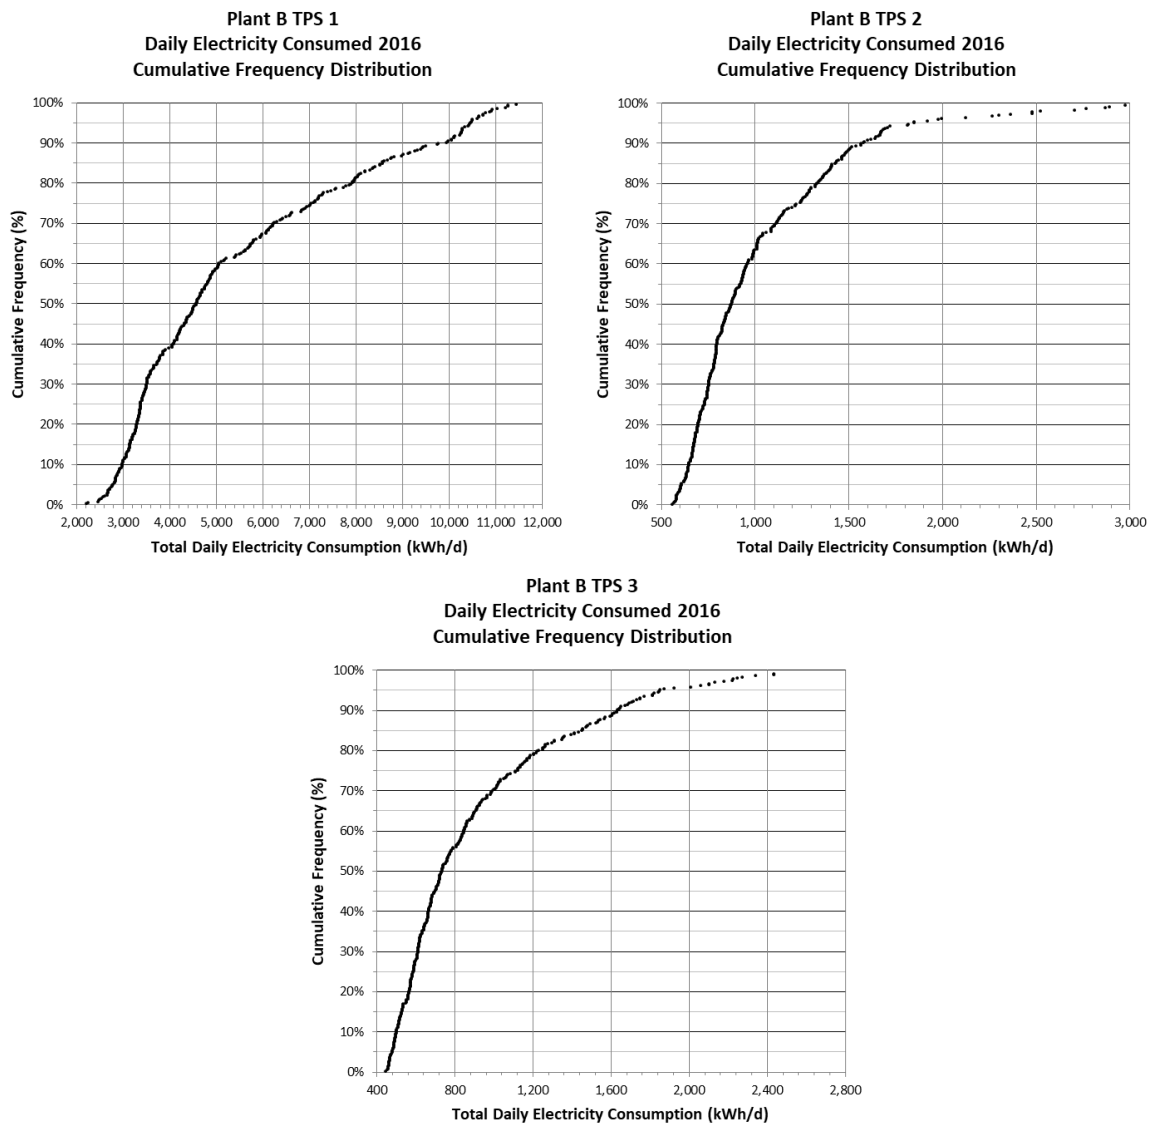 Plant B TPS 1
Daily Electricity Consumed 2016
Cumulative Frequency Distribution
Cumulative Frequency (%)
100%
90%
80%
70%
60%
50%
40%
30%
20%
10%
0%
2,000 3,000 4,000 5,000 6,000 7,000 8,000 9,000 10,000 11,000 12,000
Total Daily Electricity Consumption (kWh/d)
Plant B TPS 2
Daily Electricity Consumed 2016
Cumulative Frequency Distribution
Cumulative Frequency (%)
100%
90%
80%
70%
60%
50%
40%
30%
20%
10%
0%
500 1,000 1,500 2,000 2,500 3,000
Total Daily Electricity Consumption (kWh/d)
Plant B TPS 3
Daily Electricity Consumed 2016
Cumulative Frequency Distribution
Cumulative Frequency (%)
100%
90%
80%
70%
60%
50%
40%
30%
20%
10%
0%
400 800 1,200 1,600 2,000 2,400 2,800
Total Daily Electricity Consumption (kWh/d)